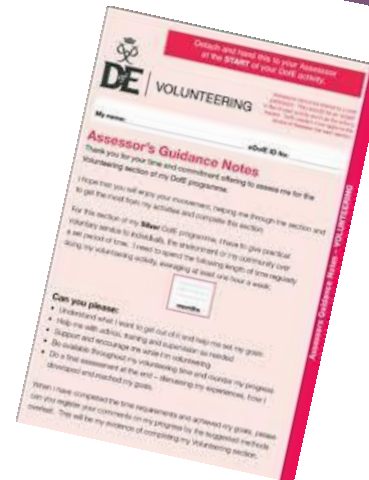 Detach and hand this to your Assessor
at the START of your DofE activity.
DofE
VOLUNTEERING
My name:
eDofE ID No:
Assessor's Guidance Notes
Thank you for your time and commitment offering to assess me for the
Volunteering section of my DofE programme.
I hope that you will enjoy your involvement, helping me through the section and
to get the most from my activities and complete this section.
For this section of my Silver DofE programme, I have to give practical
voluntary service to individuals, the environment or my community over
a set period of time. I need to spend the following length of time regularly
doing my volunteering activity, averaging at least one hour a week:
months
Can you please:
• Understand what I want to get out of it and help me set my goals
• Help me with advice, training and supervision as needed
• Support and encourage me while I'm volunteering
• Be available throughout my volunteering time and monitor my progress
• Do a final assessment at the end – discussing my experiences, how I
developed and reached my goals.
When I have completed the time requirements and achieved my goals, please
can you register your comments on my progress by the suggested methods
overleaf. This will be my evidence of completing my Volunteering section.
Assessors Guidance Notes - VOLUNTEERING